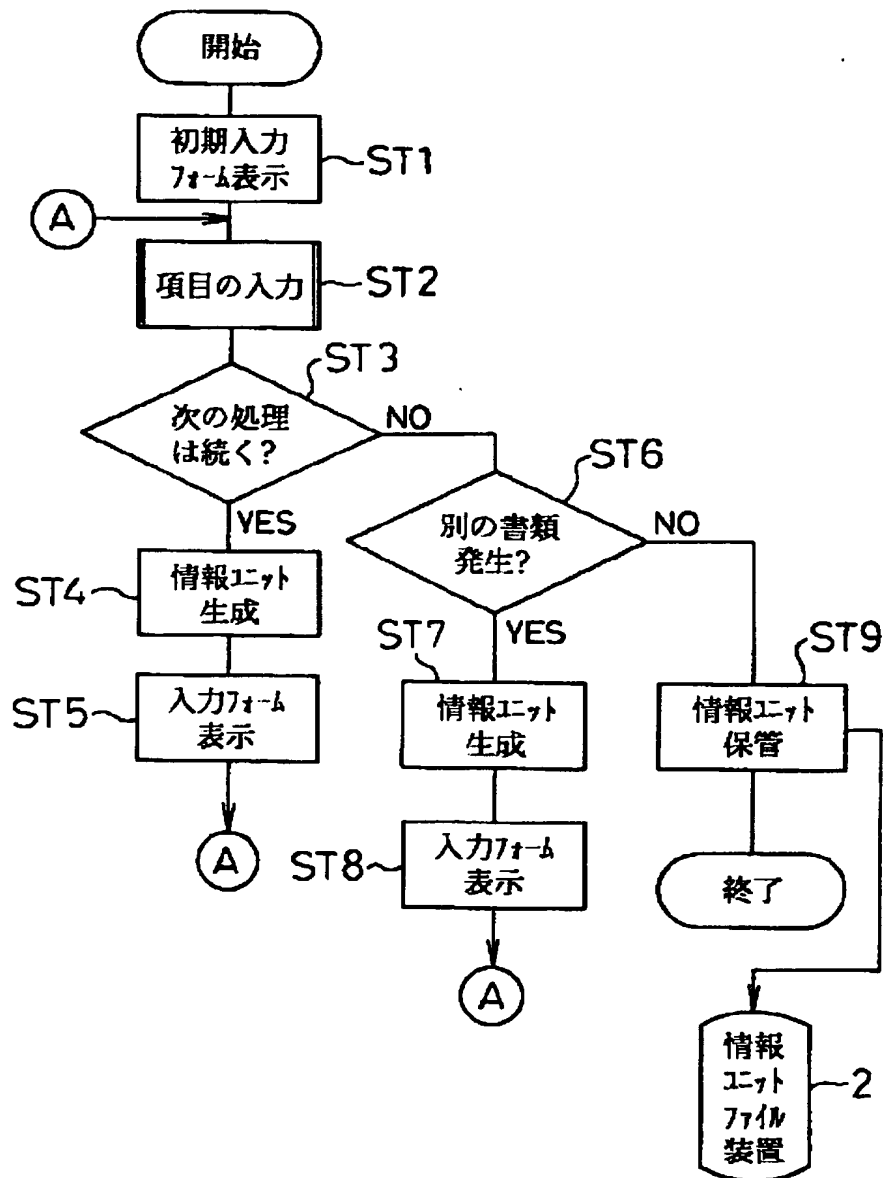 開始
初期入力
フォーム表示
ST1
A
項目の入力
ST2
ST3
次の処理
は続く?
NO
YES
ST6
別の書類
発生?
NO
YES
ST4
情報ユニット
生成
ST7
情報ユニット
生成
ST9
情報ユニット
保管
ST5
入力フォーム
表示
A
ST8
入力フォーム
表示
終了
A
情報
ユニット
ファイル
装置
2